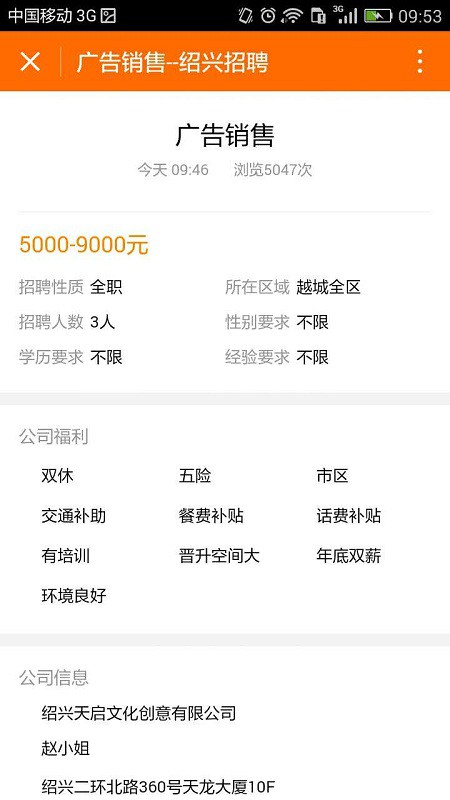 中国移动 3G 3G 09:53
广告销售--绍兴招聘
广告销售
今天 09:46 浏览5047次
5000-9000元
招聘性质 全职 所在区域 越城全区
招聘人数 3人 性别要求 不限
学历要求 不限 经验要求 不限
公司福利
双休 五险 市区
交通补助 餐费补贴 话费补贴
有培训 晋升空间大 年底双薪
环境良好
公司信息
绍兴天启文化创意有限公司
赵小姐
绍兴二环北路360号天龙大厦10F